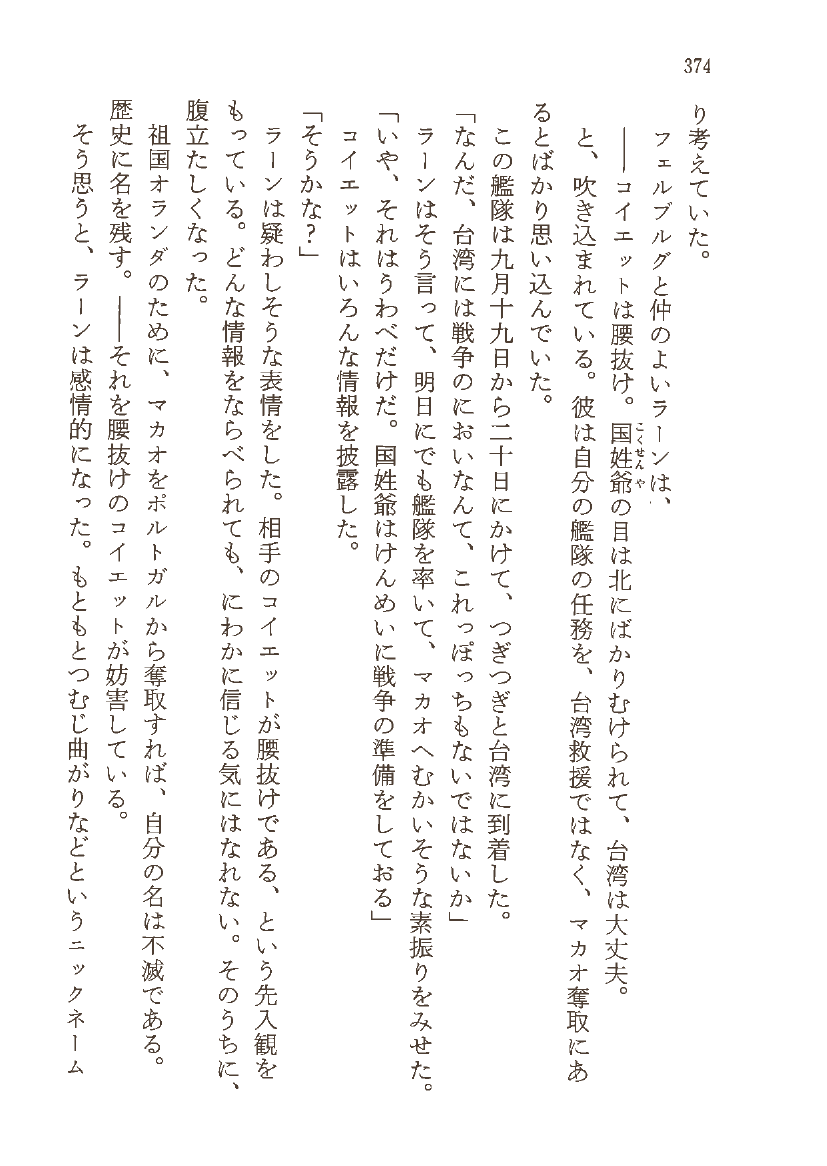 374
り考えていた。
フェルブルグと仲のよいラーンは、
――コイエットは腰抜け。国姓爺の目は北にばかりむけられて、台湾は大丈夫。
こくせんや
と、吹き込まれている。彼は自分の艦隊の任務を、台湾救援ではなく、マカオ奪取にあ
るとばかり思い込んでいた。
この艦隊は九月十九日から二十日にかけて、つぎつぎと台湾に到着した。
「なんだ、台湾には戦争のにおいなんて、これっぽっちもないではないか」
ラーンはそう言って、明日にでも艦隊を率いて、マカオへむかいそうな素振りをみせた。
「いや、それはうわべだけだ。国姓爺はけんめいに戦争の準備をしておる」
コイエットはいろんな情報を披露した。
「そうかな？」
ラーンは疑わしそうな表情をした。相手のコイエットが腰抜けである、という先入観を
もっている。どんな情報をならべられても、にわかに信じる気にはなれない。そのうちに、
腹立たしくなった。
祖国オランダのために、マカオをポルトガルから奪取すれば、自分の名は不滅である。
歴史に名を残す。――それを腰抜けのコイエットが妨害している。
そう思うと、ラーンは感情的になった。もともとつむじ曲がりなどというニックネーム